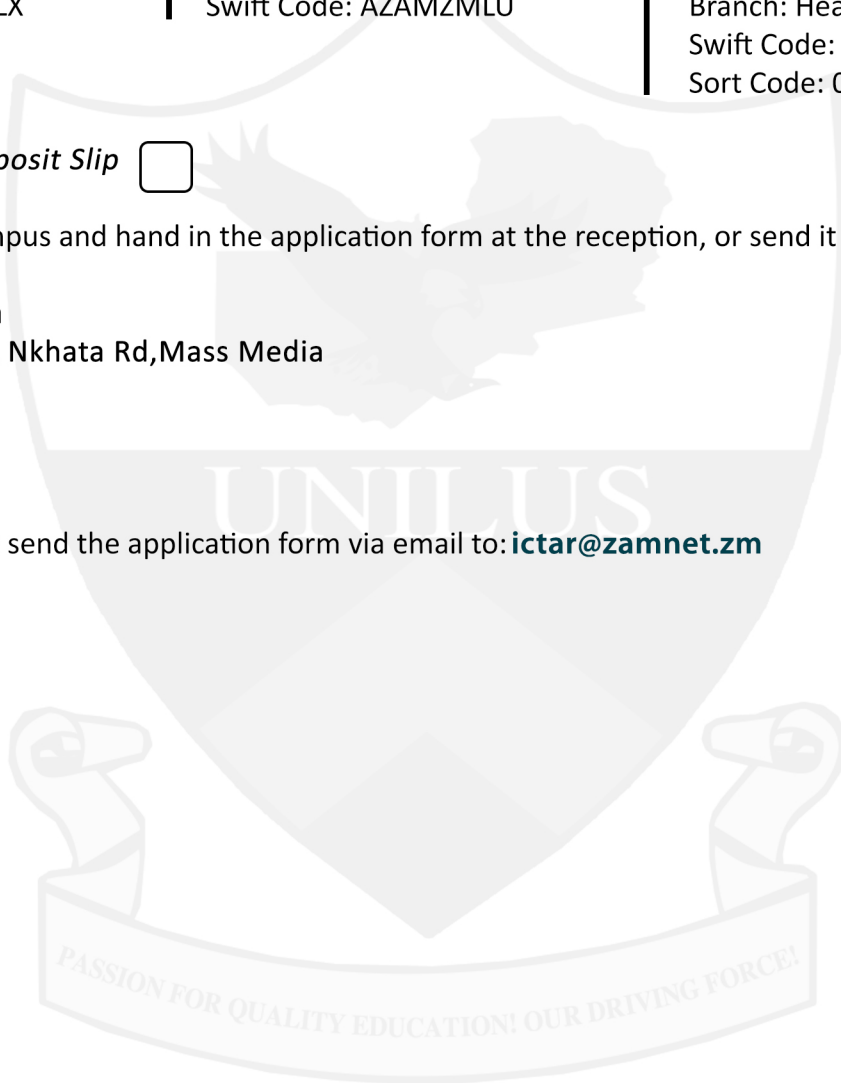 LX
Swift Code: AZAMZMLU
Branch: Hea
Swift Code:
Sort Code: 0
posit Slip
npus and hand in the application form at the reception, or send it
Nkhata Rd,Mass Media
UNILUS
send the application form via email to: ictar@zamnet.zm
PASSION FOR QUALITY EDUCATION! OUR DRIVING FORCE!